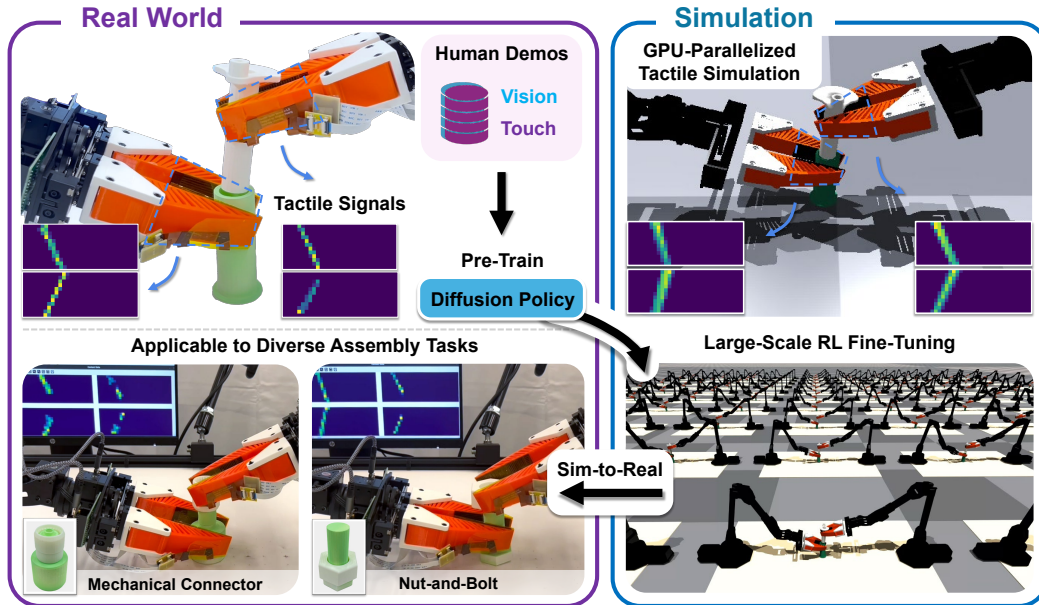 Real World
Simulation
Human Demos
Vision
Touch
GPU-Parallelized
Tactile Simulation
Tactile Signals
Pre-Train
Diffusion Policy
Applicable to Diverse Assembly Tasks
Large-Scale RL Fine-Tuning
Sim-to-Real
Mechanical Connector
Nut-and-Bolt